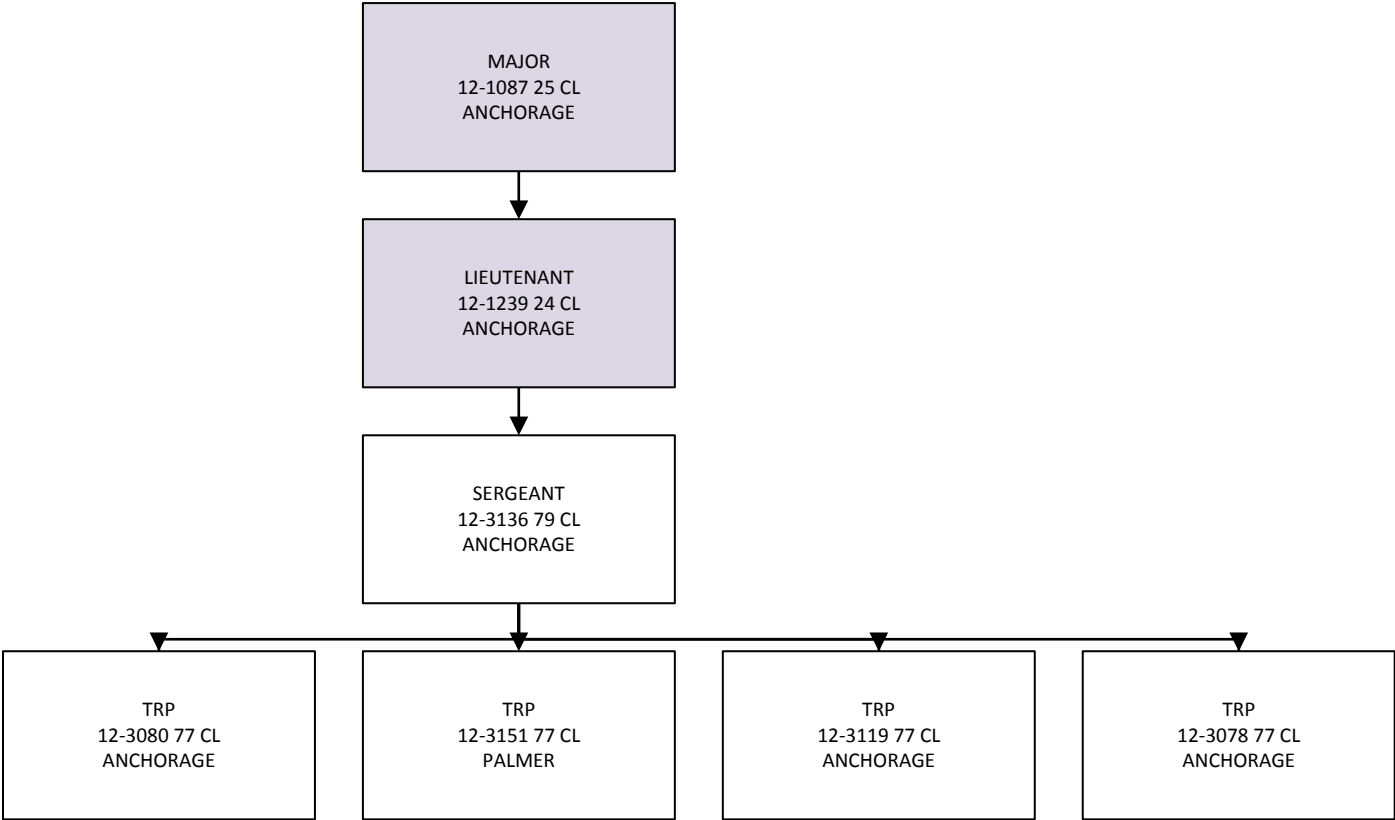 MAJOR
12-1087 25 CL
ANCHORAGE
LIEUTENANT
12-1239 24 CL
ANCHORAGE
SERGEANT
12-3136 79 CL
ANCHORAGE
TRP
12-3080 77 CL
ANCHORAGE
TRP
12-3151 77 CL
PALMER
TRP
12-3119 77 CL
ANCHORAGE
TRP
12-3078 77 CL
ANCHORAGE